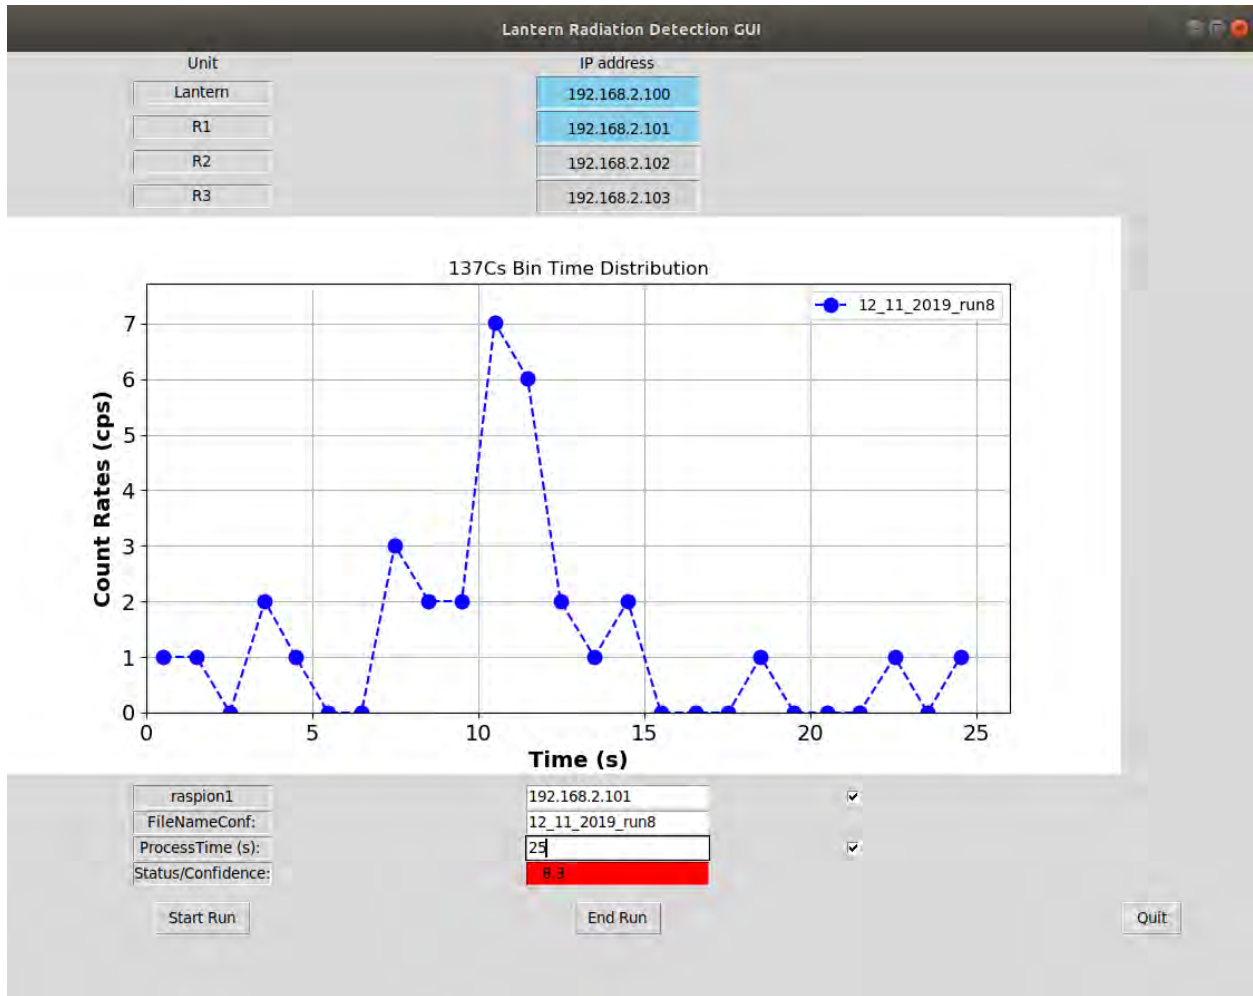 Lantern Radiation Detection GUI
Unit IP address
Lantern 192.168.2.100
R1 192.168.2.101
R2 192.168.2.102
R3 192.168.2.103
137Cs Bin Time Distribution
12_11_2019_run8
7
6
5
4
3
2
1
0
Count Rates (cps)
0 5 10 15 20 25
Time (s)
raspion1 192.168.2.101
FileNameConf: 12_11_2019_run8
ProcessTime (s): 25
Status/Confidence: 8.3
Start Run End Run Quit